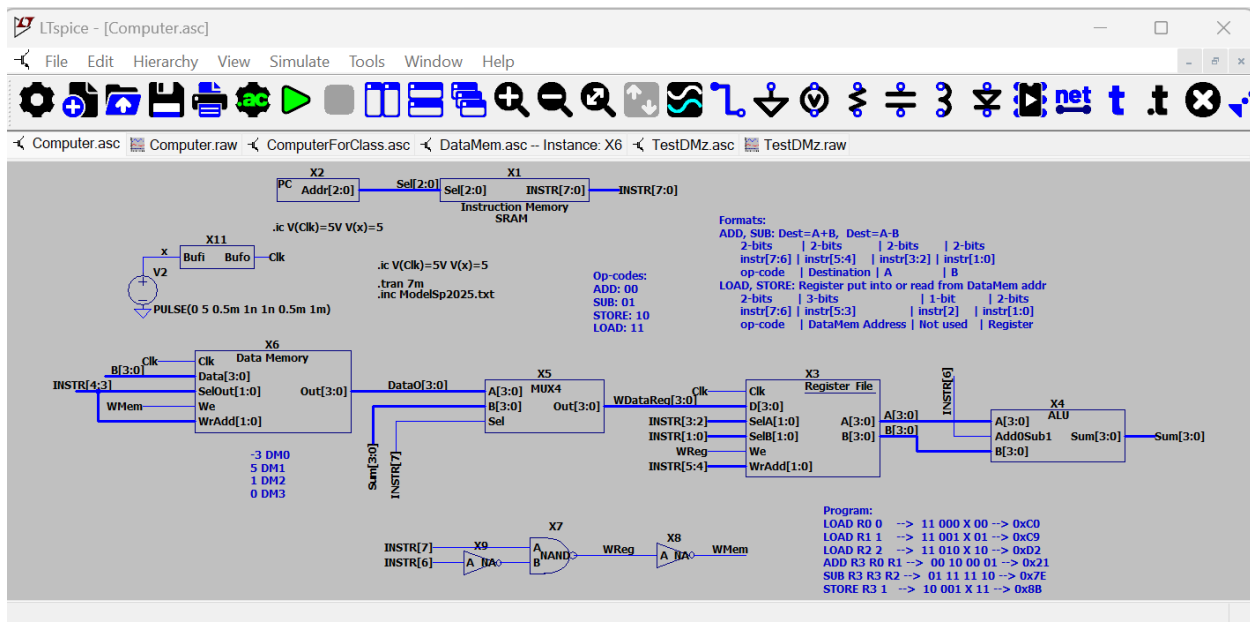 LTspice - [Computer.asc]
File Edit Hierarchy View Simulate Tools Window Help
.ac
net t .t
Computer.asc Computer.raw ComputerForClass.asc DataMem.asc -- Instance: X6 TestDMz.asc TestDMz.raw
X2
PC Addr[2:0]
Sel[2:0]
X1
Sel[2:0] INSTR[7:0]
INSTR[7:0]
Instruction Memory
SRAM
.ic V(Clk)=5V V(x)=5
X11
x
Bufi Bufo
Clk
V2
PULSE(0 5 0.5m 1n 1n 0.5m 1m)
.ic V(Clk)=5V V(x)=5
.tran 7m
.inc ModelSp2025.txt
Op-codes:
ADD: 00
SUB: 01
STORE: 10
LOAD: 11
Formats:
ADD, SUB: Dest=A+B, Dest=A-B
2-bits | 2-bits | 2-bits | 2-bits
instr[7:6] | instr[5:4] | instr[3:2] | instr[1:0]
op-code | Destination | A | B
LOAD, STORE: Register put into or read from DataMem addr
2-bits | 3-bits | 1-bit | 2-bits
instr[7:6] | instr[5:3] | instr[2] | instr[1:0]
op-code | DataMem Address | Not used | Register
X6
Data Memory
Clk
B[3:0]
INSTR[4:3]
WMem
Clk
Data[3:0]
SelOut[1:0] Out[3:0]
We
WrAdd[1:0]
-3 DM0
5 DM1
1 DM2
0 DM3
DataO[3:0]
X5
MUX4
A[3:0]
B[3:0] Out[3:0]
Sel
Sum[3:0]
INSTR[7]
WDataReg[3:0]
X3
Register File
Clk
INSTR[3:2]
INSTR[1:0]
WReg
INSTR[5:4]
Clk
D[3:0]
SelA[1:0] A[3:0]
SelB[1:0] B[3:0]
We
WrAdd[1:0]
A[3:0]
B[3:0]
INSTR[6]
X4
ALU
A[3:0]
Add0Sub1 Sum[3:0]
B[3:0]
Sum[3:0]
INSTR[7]
INSTR[6]
X9
A NA
X7
A
NAND
B
WReg
X8
A NA
WMem
Program:
LOAD R0 0 --> 11 000 X 00 --> 0xC0
LOAD R1 1 --> 11 001 X 01 --> 0xC9
LOAD R2 2 --> 11 010 X 10 --> 0xD2
ADD R3 R0 R1 --> 00 10 00 01 --> 0x21
SUB R3 R3 R2 --> 01 11 11 10 --> 0x7E
STORE R3 1 --> 10 001 X 11 --> 0x8B